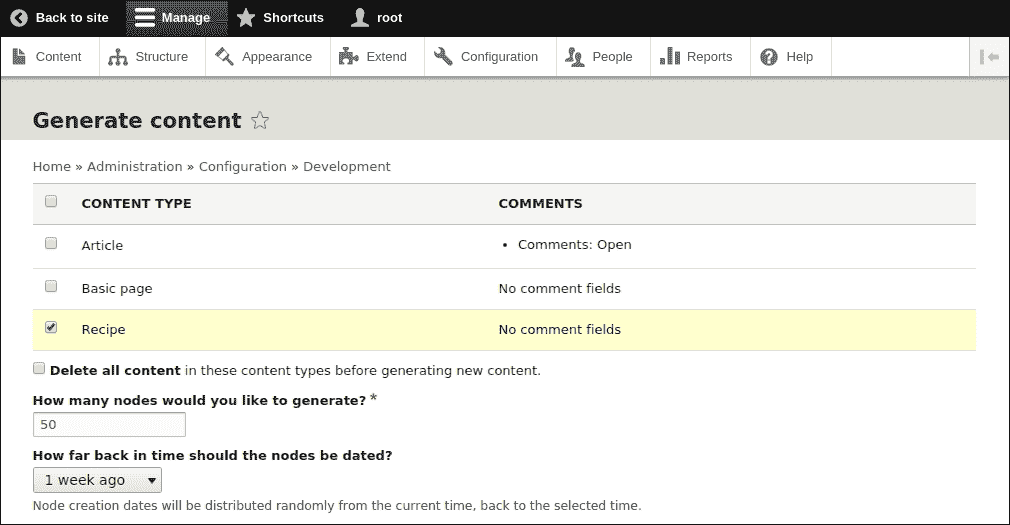 Back to site Manage Shortcuts root
Content Structure Appearance Extend Configuration People Reports Help
Generate content
Home » Administration » Configuration » Development
CONTENT TYPE COMMENTS
Article • Comments: Open
Basic page No comment fields
Recipe No comment fields
Delete all content in these content types before generating new content.
How many nodes would you like to generate? *
50
How far back in time should the nodes be dated?
1 week ago
Node creation dates will be distributed randomly from the current time, back to the selected time.